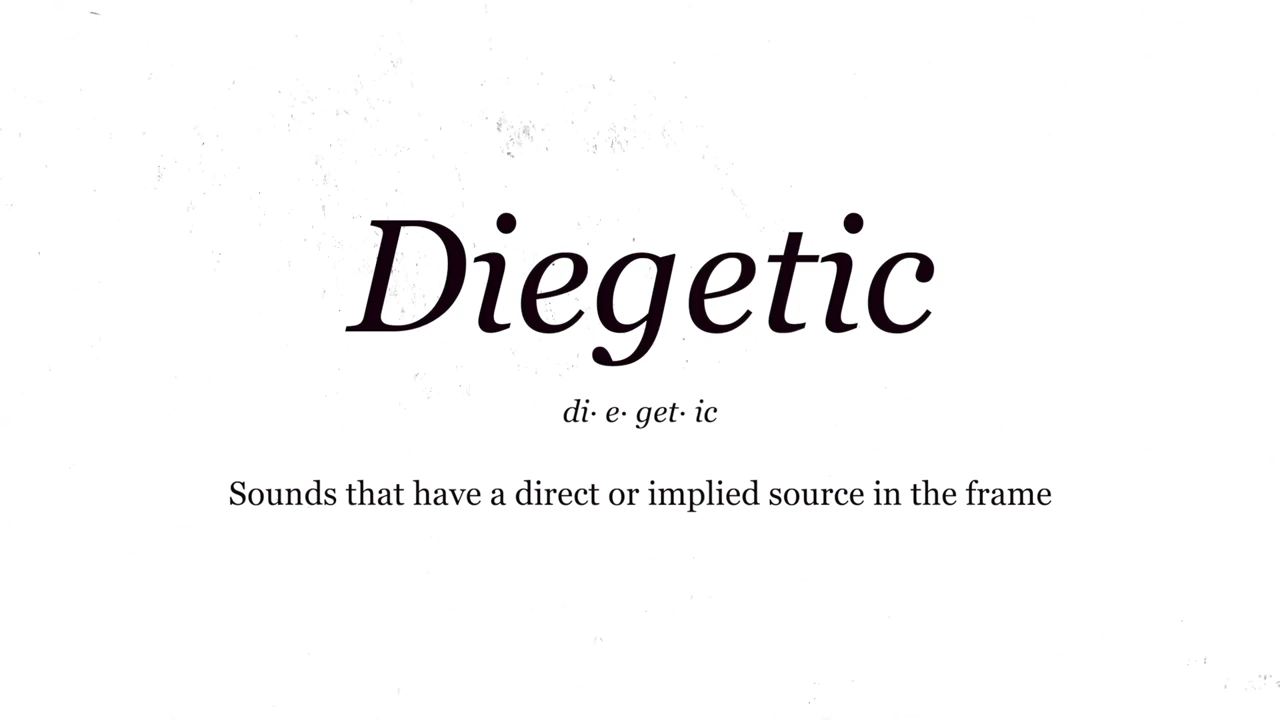 Diegetic
di· e· get· ic
Sounds that have a direct or implied source in the frame